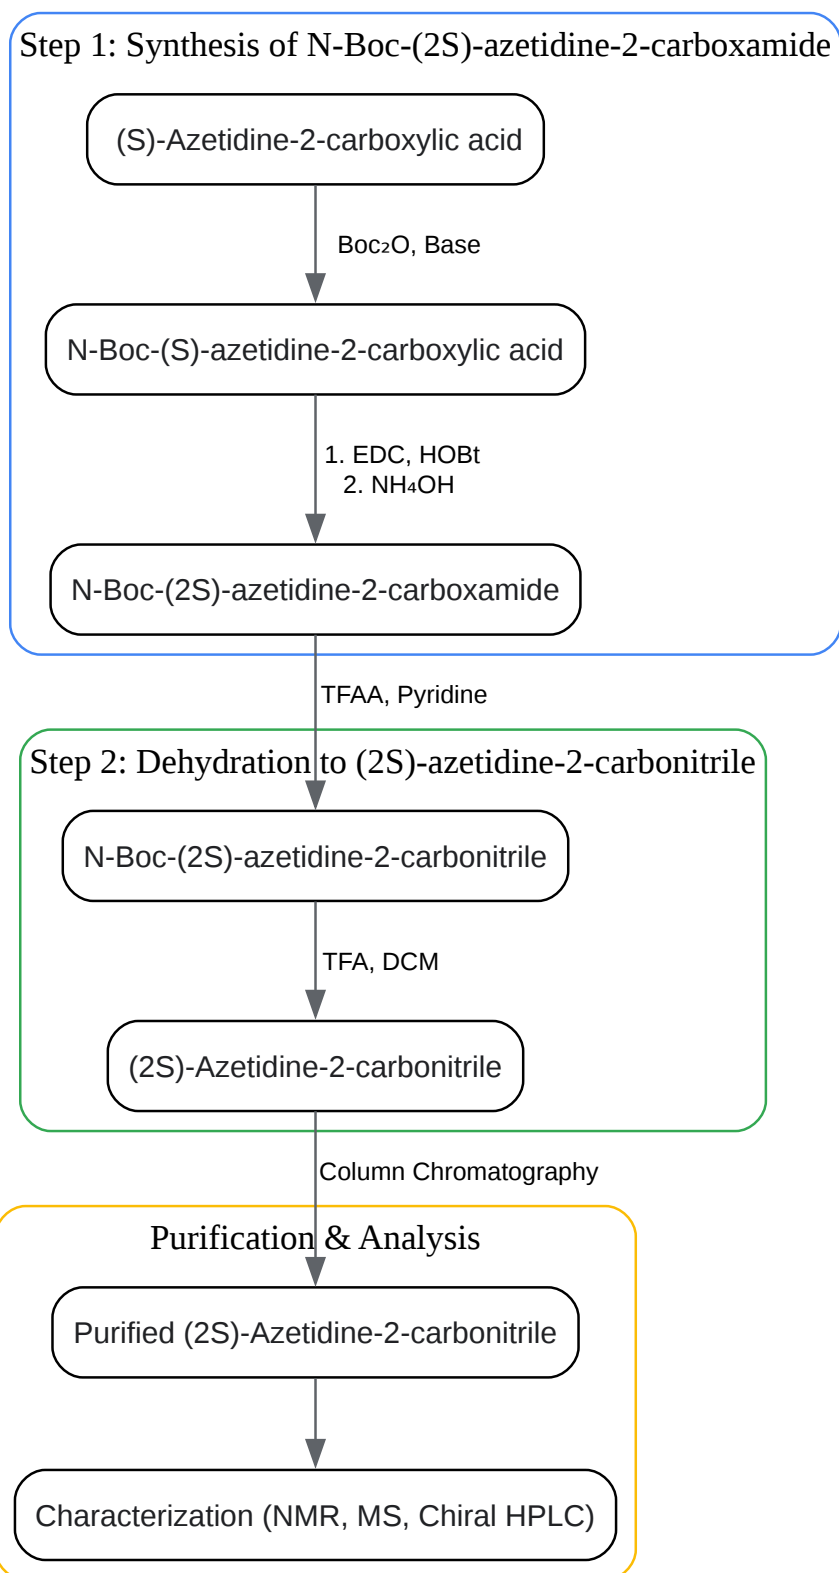 Step 1: Synthesis of N-Boc-(2S)-azetidine-2-carboxamide
(S)-Azetidine-2-carboxylic acid
Boc₂O, Base
N-Boc-(S)-azetidine-2-carboxylic acid
1. EDC, HOBt
2. NH₄OH
N-Boc-(2S)-azetidine-2-carboxamide
TFAA, Pyridine
Step 2: Dehydration to (2S)-azetidine-2-carbonitrile
N-Boc-(2S)-azetidine-2-carbonitrile
TFA, DCM
(2S)-Azetidine-2-carbonitrile
Column Chromatography
Purification & Analysis
Purified (2S)-Azetidine-2-carbonitrile
Characterization (NMR, MS, Chiral HPLC)